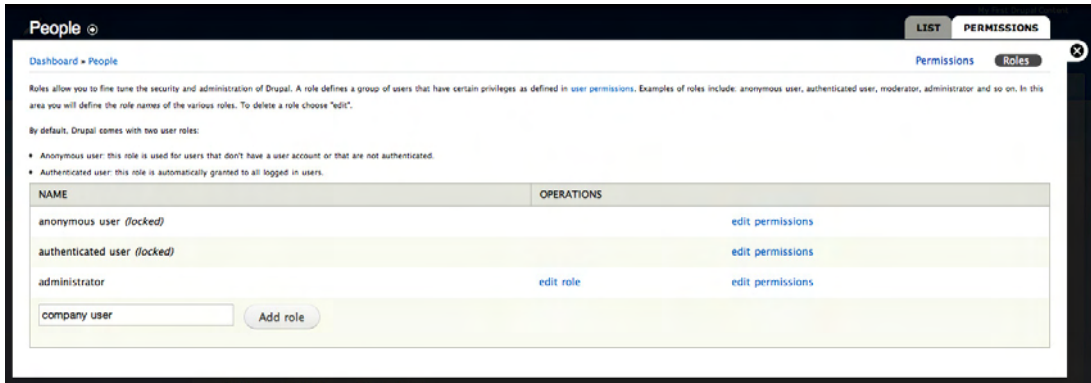 My First Drupal Content
People
LIST PERMISSIONS
Dashboard » People
Permissions Roles
Roles allow you to fine tune the security and administration of Drupal. A role defines a group of users that have certain privileges as defined in user permissions. Examples of roles include: anonymous user, authenticated user, moderator, administrator and so on. In this
area you will define the role names of the various roles. To delete a role choose "edit".
By default, Drupal comes with two user roles:
• Anonymous user: this role is used for users that don't have a user account or that are not authenticated.
• Authenticated user: this role is automatically granted to all logged in users.
NAME OPERATIONS
anonymous user (locked) edit permissions
authenticated user (locked) edit permissions
administrator edit role edit permissions
company user Add role